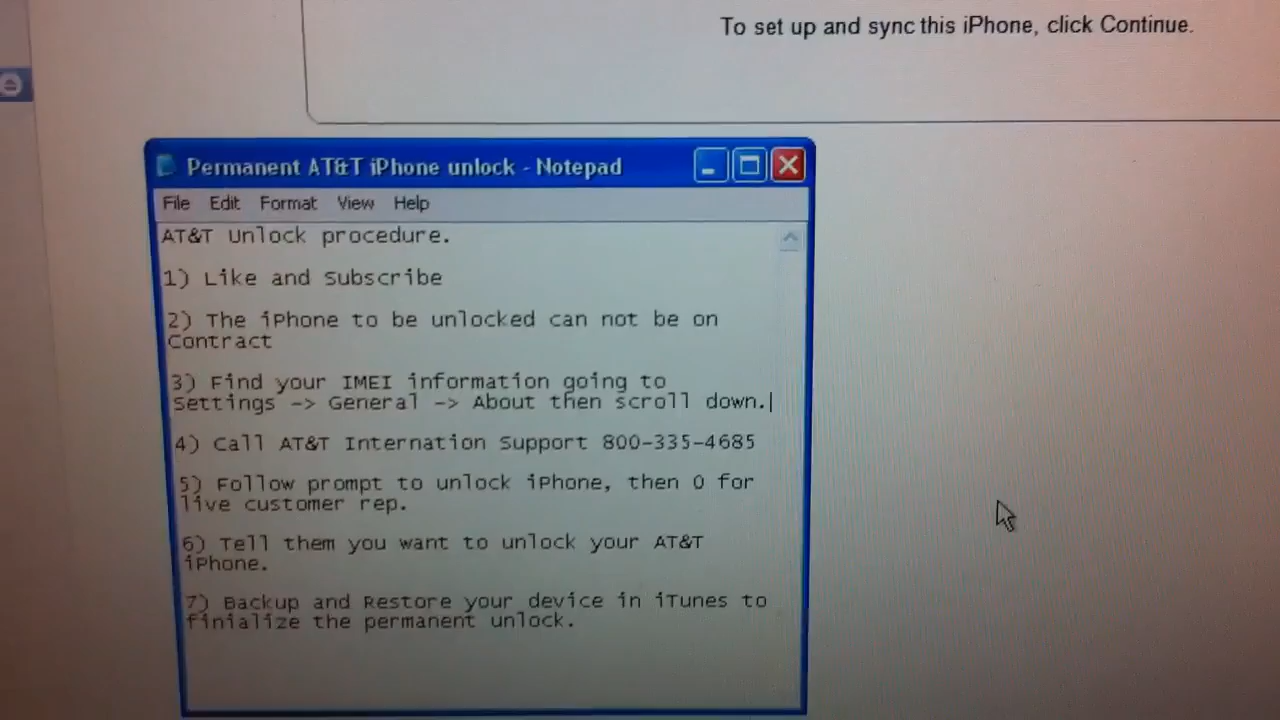 To set up and sync this iPhone, click Continue.
Permanent AT&T iPhone unlock - Notepad
File Edit Format View Help
AT&T Unlock procedure.
1) Like and Subscribe
2) The iPhone to be unlocked can not be on
Contract
3) Find your IMEI information going to
Settings -> General -> About then scroll down.
4) Call AT&T Internation Support 800-335-4685
5) Follow prompt to unlock iPhone, then 0 for
live customer rep.
6) Tell them you want to unlock your AT&T
iPhone.
7) Backup and Restore your device in iTunes to
finialize the permanent unlock.